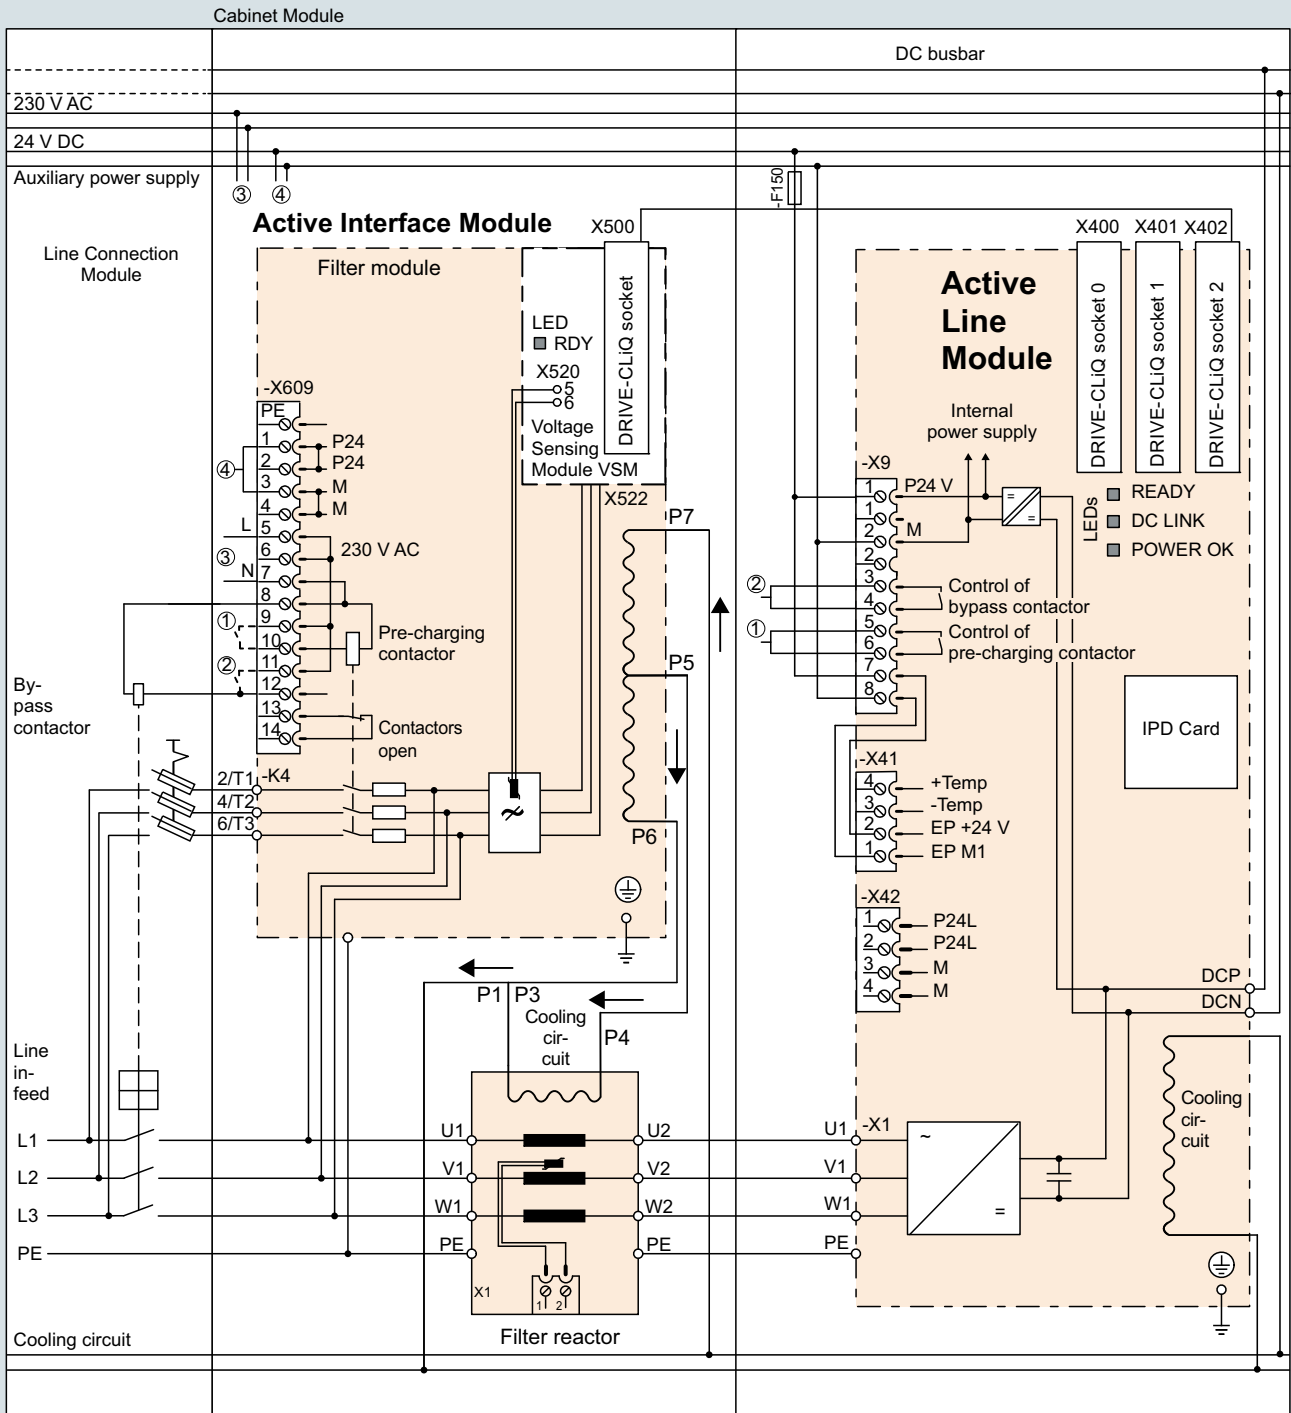 Cabinet Module
DC busbar
230 V AC
24 V DC
Auxiliary power supply
③
④
-F150
Active Interface Module
X500
X400
X401
X402
Line Connection
Module
Filter module
DRIVE-CLiQ socket
LED
RDY
X520
5
6
Voltage
Sensing
Module VSM
X522
Active
Line
Module
DRIVE-CLiQ socket 0
DRIVE-CLiQ socket 1
DRIVE-CLiQ socket 2
Internal
power supply
LEDs
READY
DC LINK
POWER OK
-X609
PE
1
P24
2
P24
④
3
M
4
M
L
5
230 V AC
③
6
N
7
8
①
9
10
Pre-charging
contactor
②
11
12
13
14
Contactors
open
By-
pass
contactor
2/T1
-K4
4/T2
6/T3
≈
P7
P5
P6
-X9
1
P24 V
1
2
M
2
②
3
4
Control of
bypass contactor
①
5
6
Control of
pre-charging contactor
7
8
=
=
IPD Card
-X41
4
+Temp
3
-Temp
2
EP +24 V
1
EP M1
-X42
1
P24L
2
P24L
3
M
4
M
DCP
DCN
P1
P3
Cooling
cir-
cuit
P4
Line
in-
feed
L1
U1
U2
U1
-X1
L2
V1
V2
V1
L3
W1
W2
W1
PE
PE
PE
PE
~
=
Cooling
cir-
cuit
X1
1
2
Filter reactor
Cooling circuit